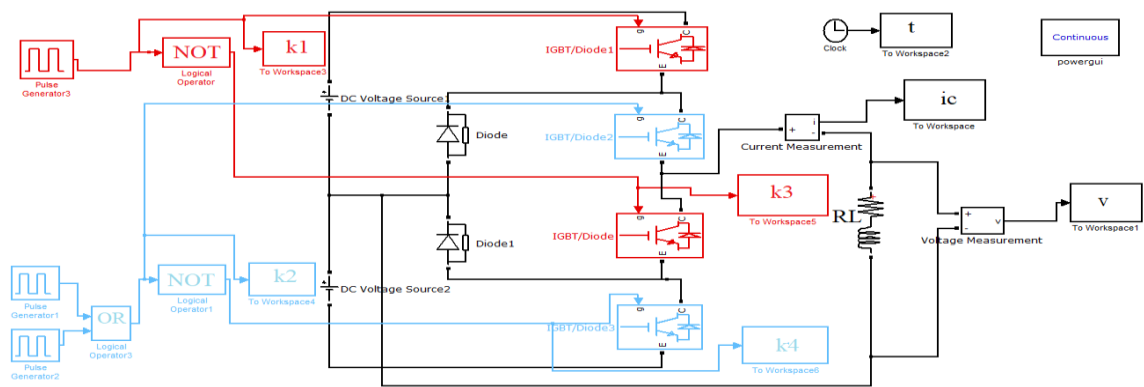 NOT
Pulse
Generator3
Logical
Operator
k1
To Workspace3
g
C
IGBT/Diode1
E
Clock
t
To Workspace2
Continuous
powergui
DC Voltage Source1
Diode
g
C
IGBT/Diode2
E
+
i
-
Current Measurement
ic
To Workspace
k3
To Workspace5
g
C
IGBT/Diode
E
RL
+
+
-
v
Voltage Measurement
v
To Workspace1
Diode1
Pulse
Generator1
NOT
Logical
Operator1
k2
To Workspace4
DC Voltage Source2
OR
Logical
Operator3
Pulse
Generator2
g
C
IGBT/Diode3
E
k4
To Workspace6